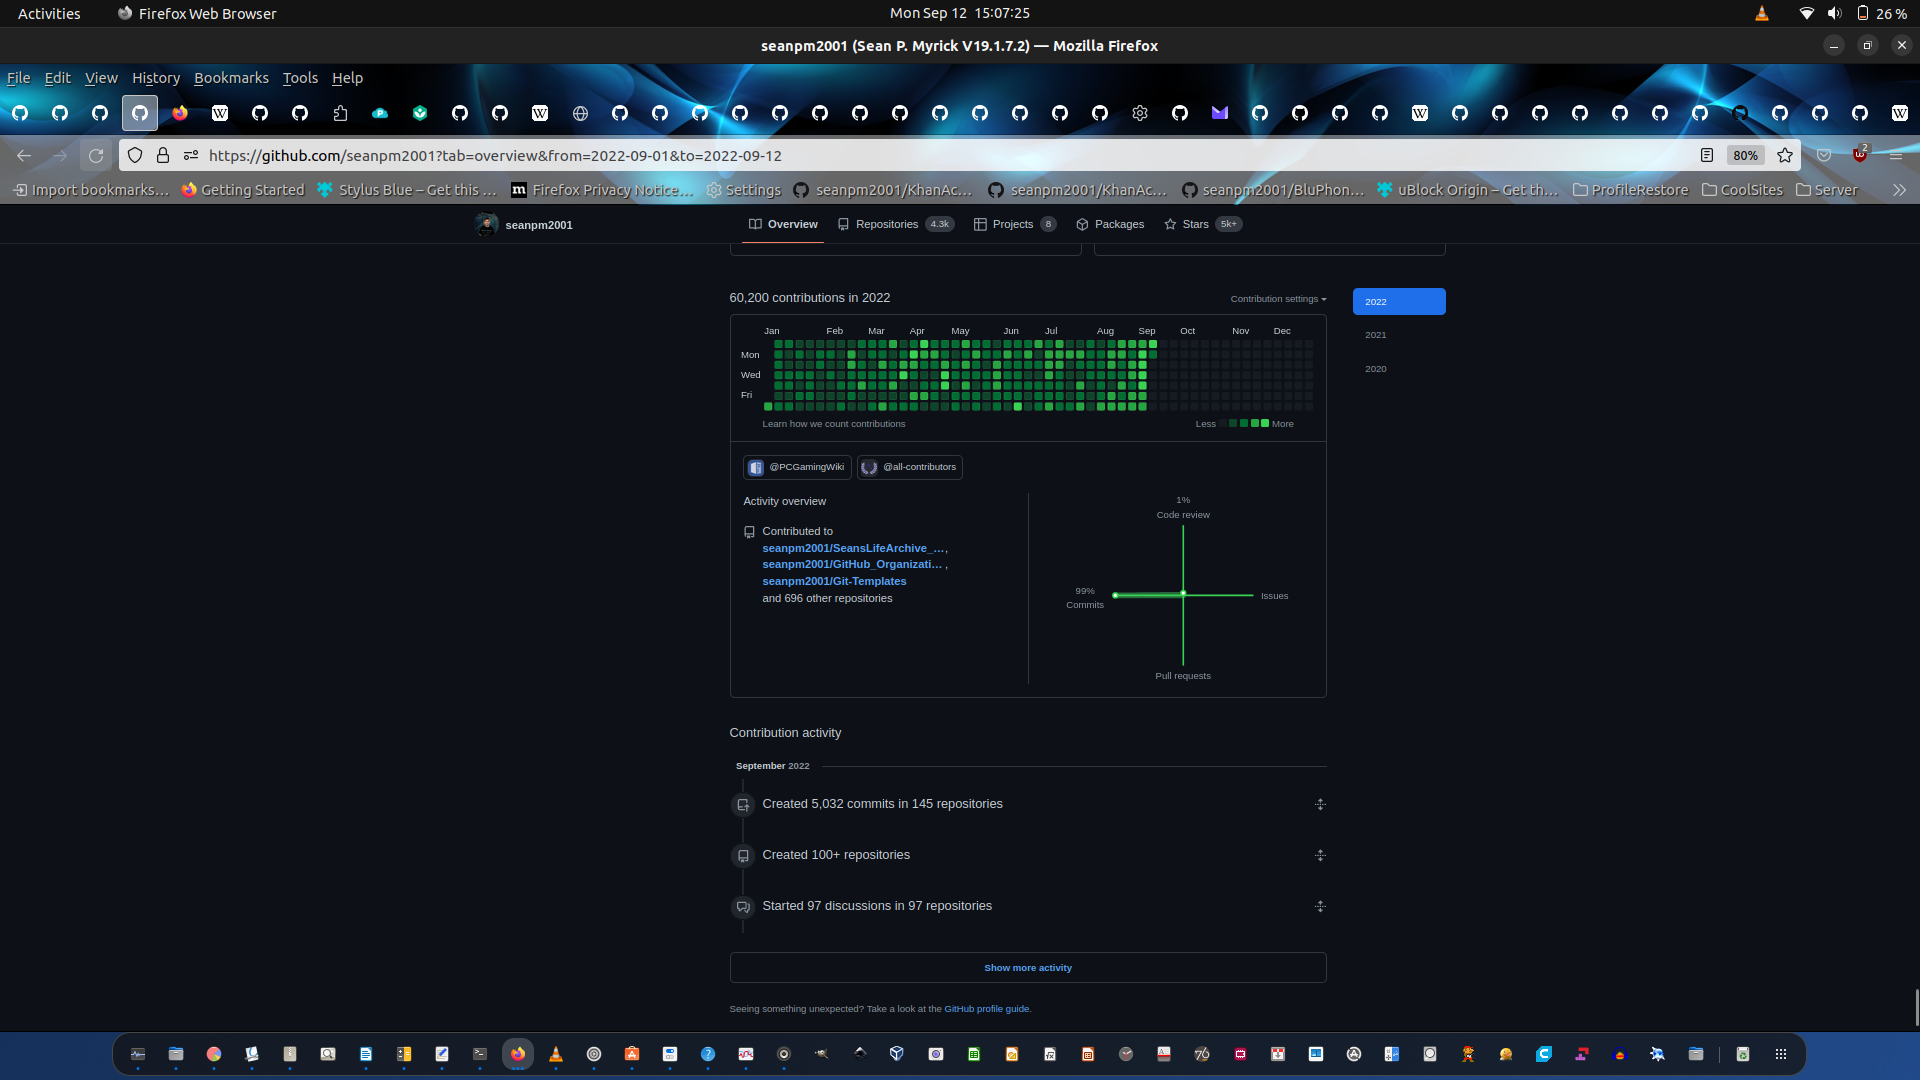 Activities Firefox Web Browser Mon Sep 12 15:07:25 26 %
seanpm2001 (Sean P. Myrick V19.1.7.2) — Mozilla Firefox
File Edit View History Bookmarks Tools Help
https://github.com/seanpm2001?tab=overview&from=2022-09-01&to=2022-09-12 80% 2
Import bookmarks… Getting Started Stylus Blue – Get this … Firefox Privacy Notice… Settings seanpm2001/KhanAc… seanpm2001/KhanAc… seanpm2001/BluPhon… uBlock Origin – Get th… ProfileRestore CoolSites Server
seanpm2001 Overview Repositories 4.3k Projects 8 Packages Stars 5k+
60,200 contributions in 2022 Contribution settings 2022
Jan Feb Mar Apr May Jun Jul Aug Sep Oct Nov Dec
2021
Mon
Wed
2020
Fri
Learn how we count contributions Less More
@PCGamingWiki @all-contributors
Activity overview
1%
Code review
Contributed to
seanpm2001/SeansLifeArchive_… ,
seanpm2001/GitHub_Organizati… ,
seanpm2001/Git-Templates
and 696 other repositories
99%
Commits
Issues
Pull requests
Contribution activity
September 2022
Created 5,032 commits in 145 repositories
Created 100+ repositories
Started 97 discussions in 97 repositories
Show more activity
Seeing something unexpected? Take a look at the GitHub profile guide.